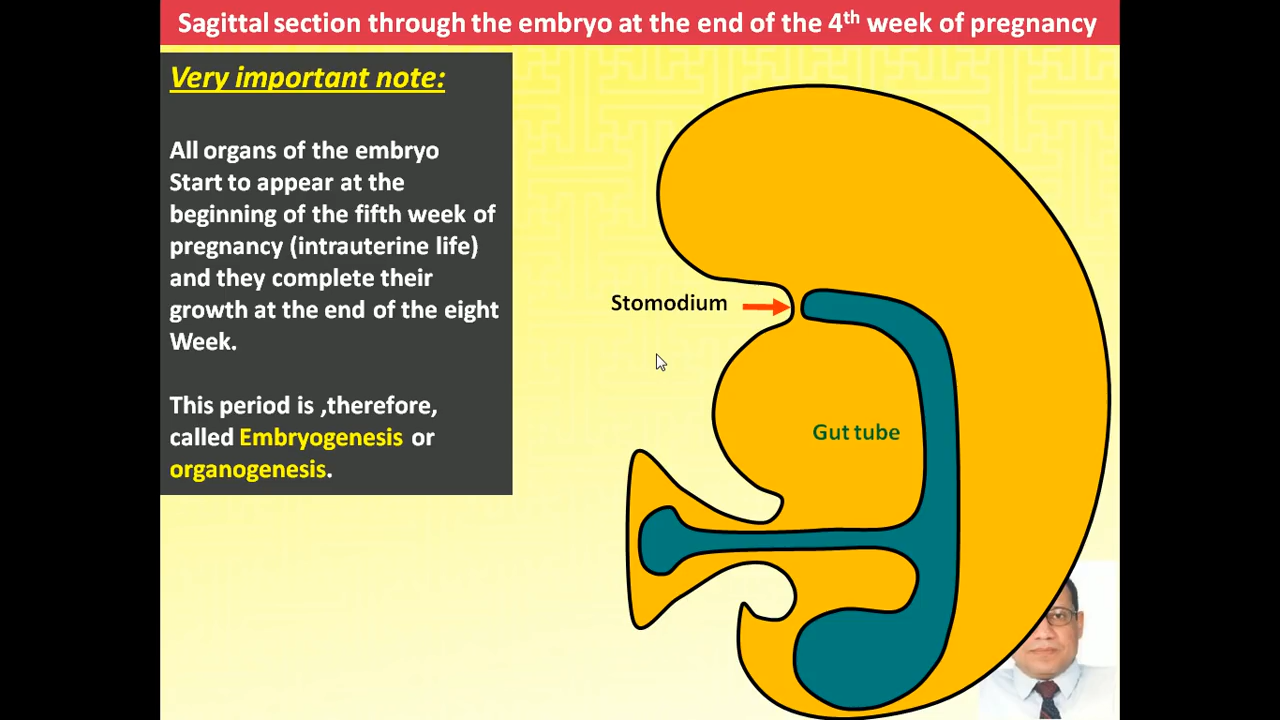 Sagittal section through the embryo at the end of the 4th week of pregnancy
Very important note:
All organs of the embryo
Start to appear at the
beginning of the fifth week of
pregnancy (intrauterine life)
and they complete their
growth at the end of the eight
Week.
This period is ,therefore,
called Embryogenesis or
organogenesis.
Stomodium
Gut tube